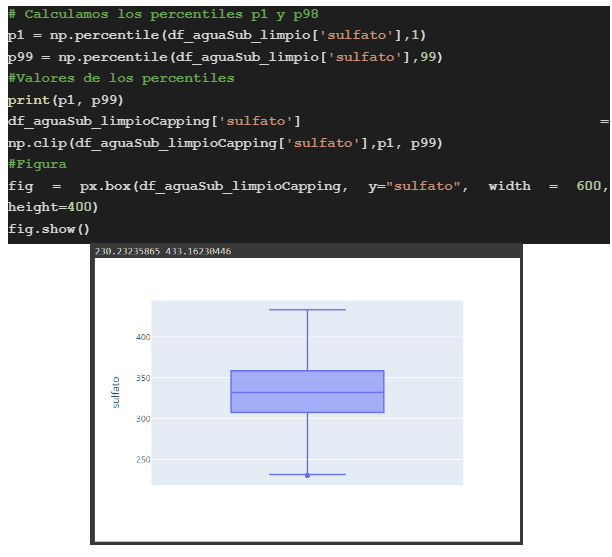 # Calculamos los percentiles p1 y p98
p1 = np.percentile(df_aguaSub_limpio['sulfato'],1)
p99 = np.percentile(df_aguaSub_limpio['sulfato'],99)
#Valores de los percentiles
print(p1, p99)
df_aguaSub_limpioCapping['sulfato'] =
np.clip(df_aguaSub_limpioCapping['sulfato'],p1, p99)
#Figura
fig = px.box(df_aguaSub_limpioCapping, y="sulfato", width = 600,
height=400)
fig.show()
230.23235865 433.16230446
400
350
sulfato
300
250